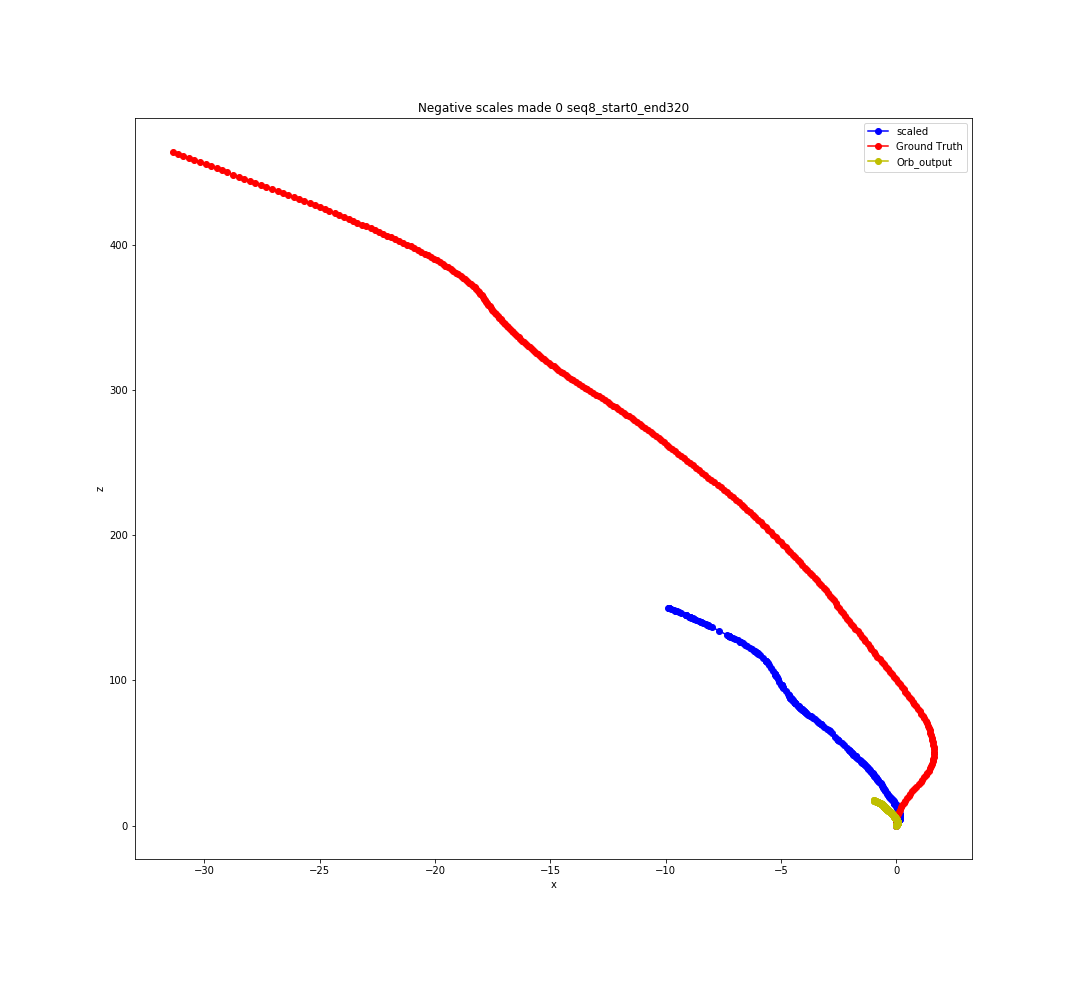 Negative scales made 0 seq8_start0_end320
scaled
Ground Truth
Orb_output
400
300
z
200
100
0
−30 −25 −20 −15 −10 −5 0
x